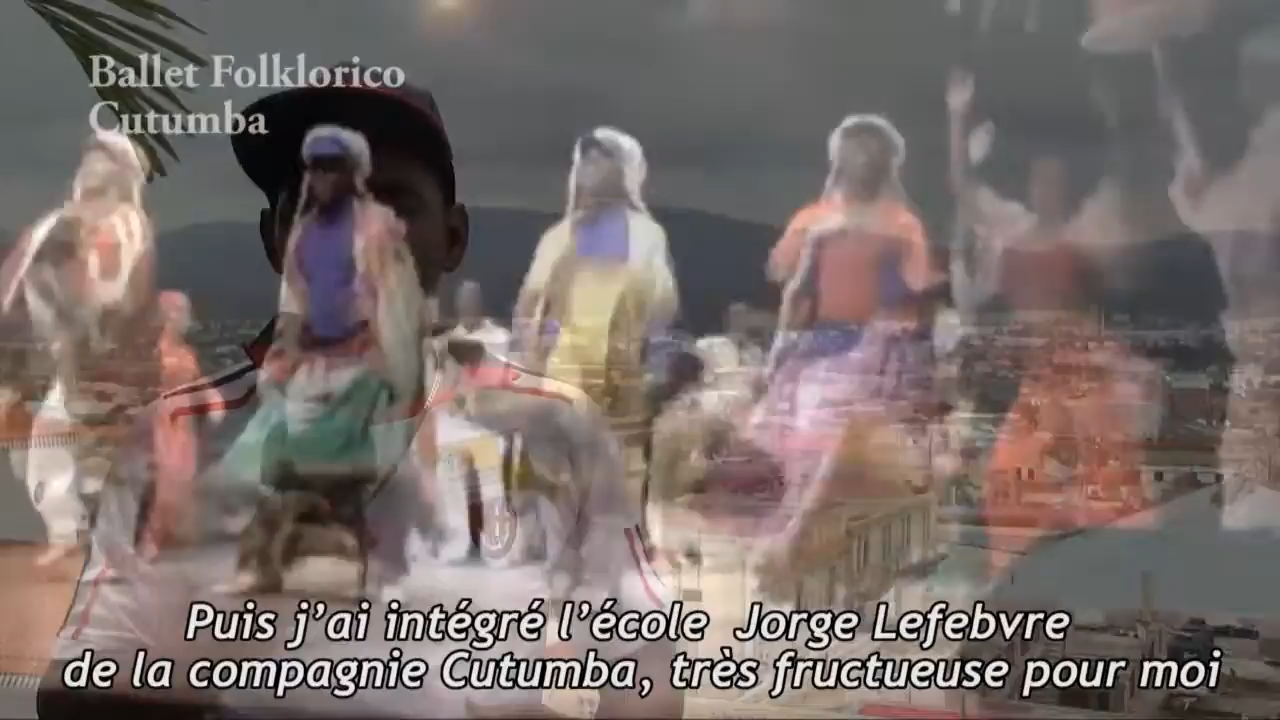 Ballet Folklorico
Cutumba
Puis j'ai intégré l'école Jorge Lefebvre
de la compagnie Cutumba, très fructueuse pour moi